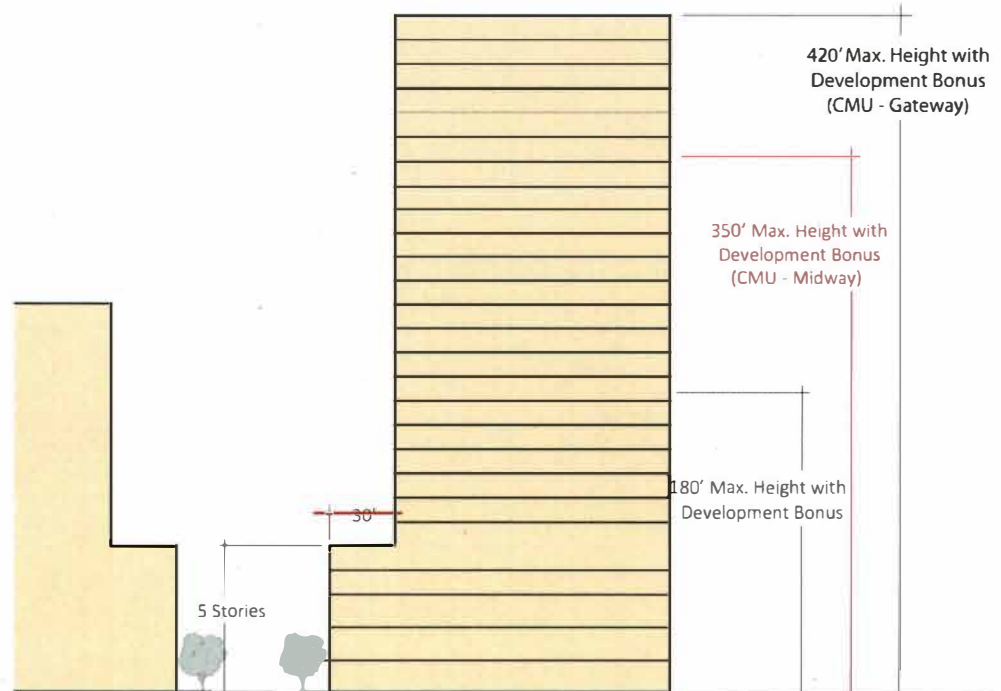 420' Max. Height with
Development Bonus
(CMU - Gateway)
350' Max. Height with
Development Bonus
(CMU - Midway)
180' Max. Height with
Development Bonus
30'
5 Stories